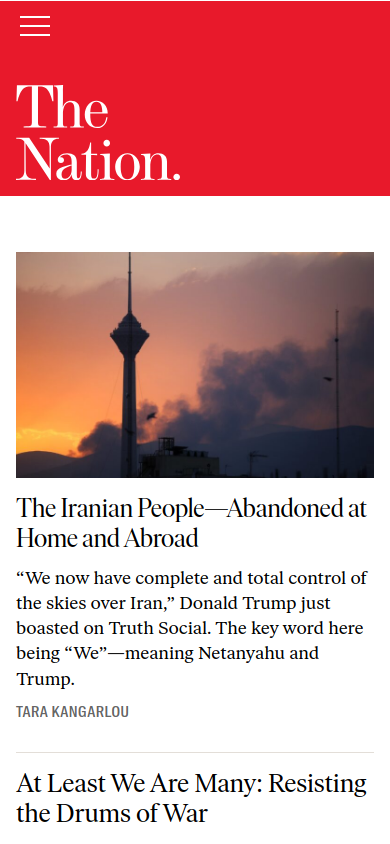 The
Nation.
The Iranian People—Abandoned at
Home and Abroad
“We now have complete and total control of
the skies over Iran,” Donald Trump just
boasted on Truth Social. The key word here
being “We”—meaning Netanyahu and
Trump.
TARA KANGARLOU
At Least We Are Many: Resisting
the Drums of War